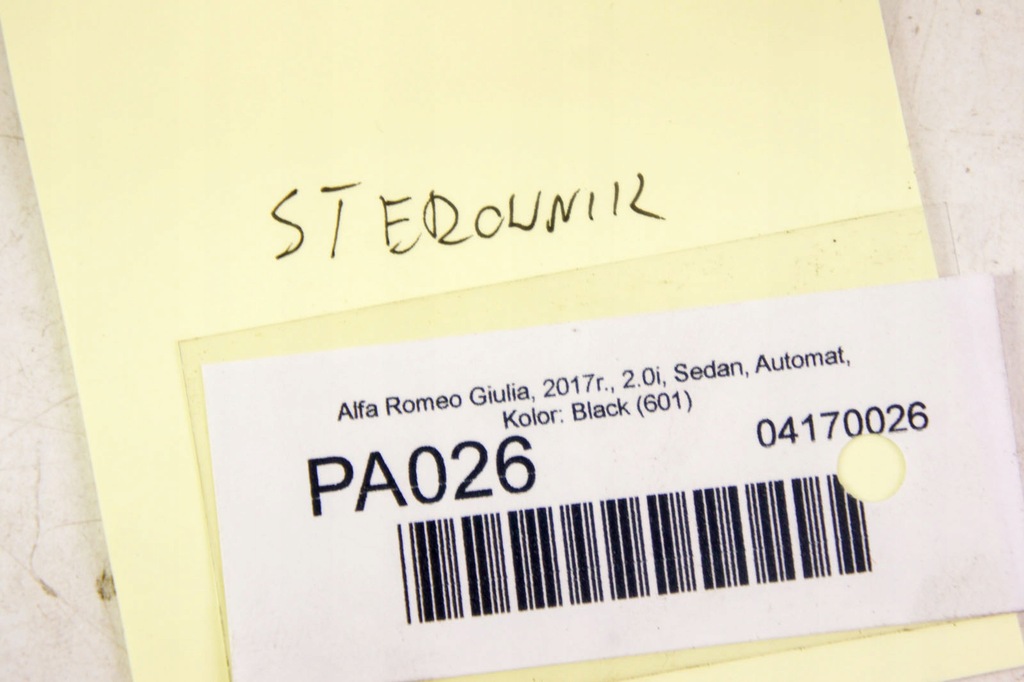 STEROWNIK
Alfa Romeo Giulia, 2017r., 2.0i, Sedan, Automat,
Kolor: Black (601)
PA026
04170026